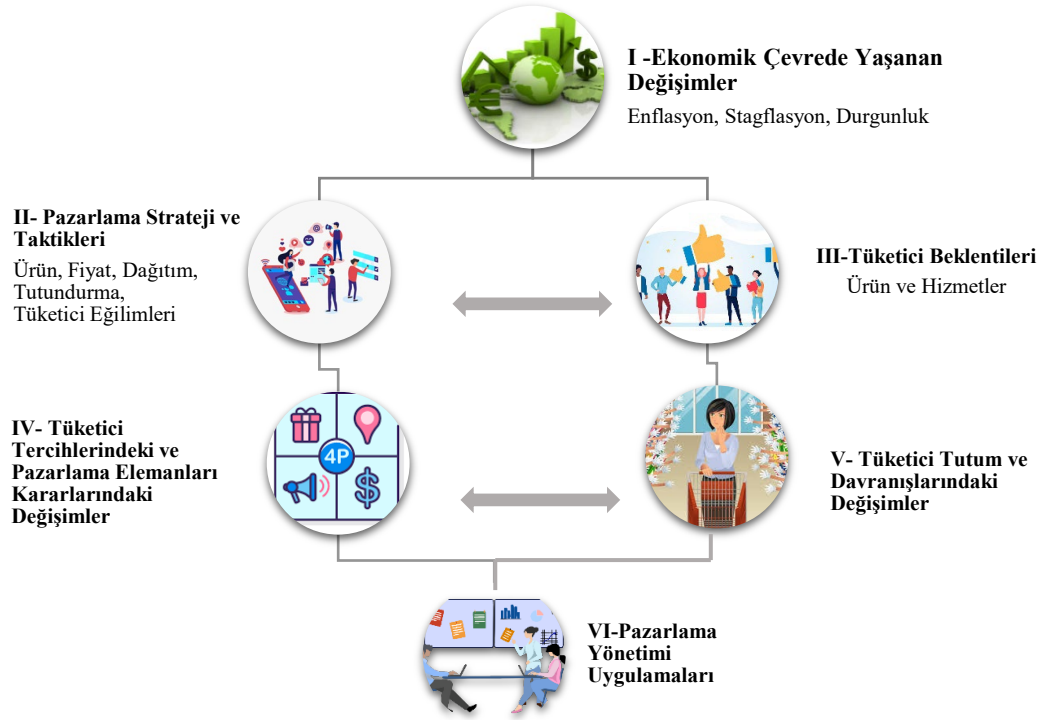 I -Ekonomik Çevrede Yaşanan
Değişimler
Enflasyon, Stagflasyon, Durgunluk
II- Pazarlama Strateji ve
Taktikleri
Ürün, Fiyat, Dağıtım,
Tutundurma,
Tüketici Eğilimleri
III-Tüketici Beklentileri
Ürün ve Hizmetler
IV- Tüketici
Tercihlerindeki ve
Pazarlama Elemanları
Kararlarındaki
Değişimler
4P
V- Tüketici Tutum ve
Davranışlarındaki
Değişimler
VI-Pazarlama
Yönetimi
Uygulamaları